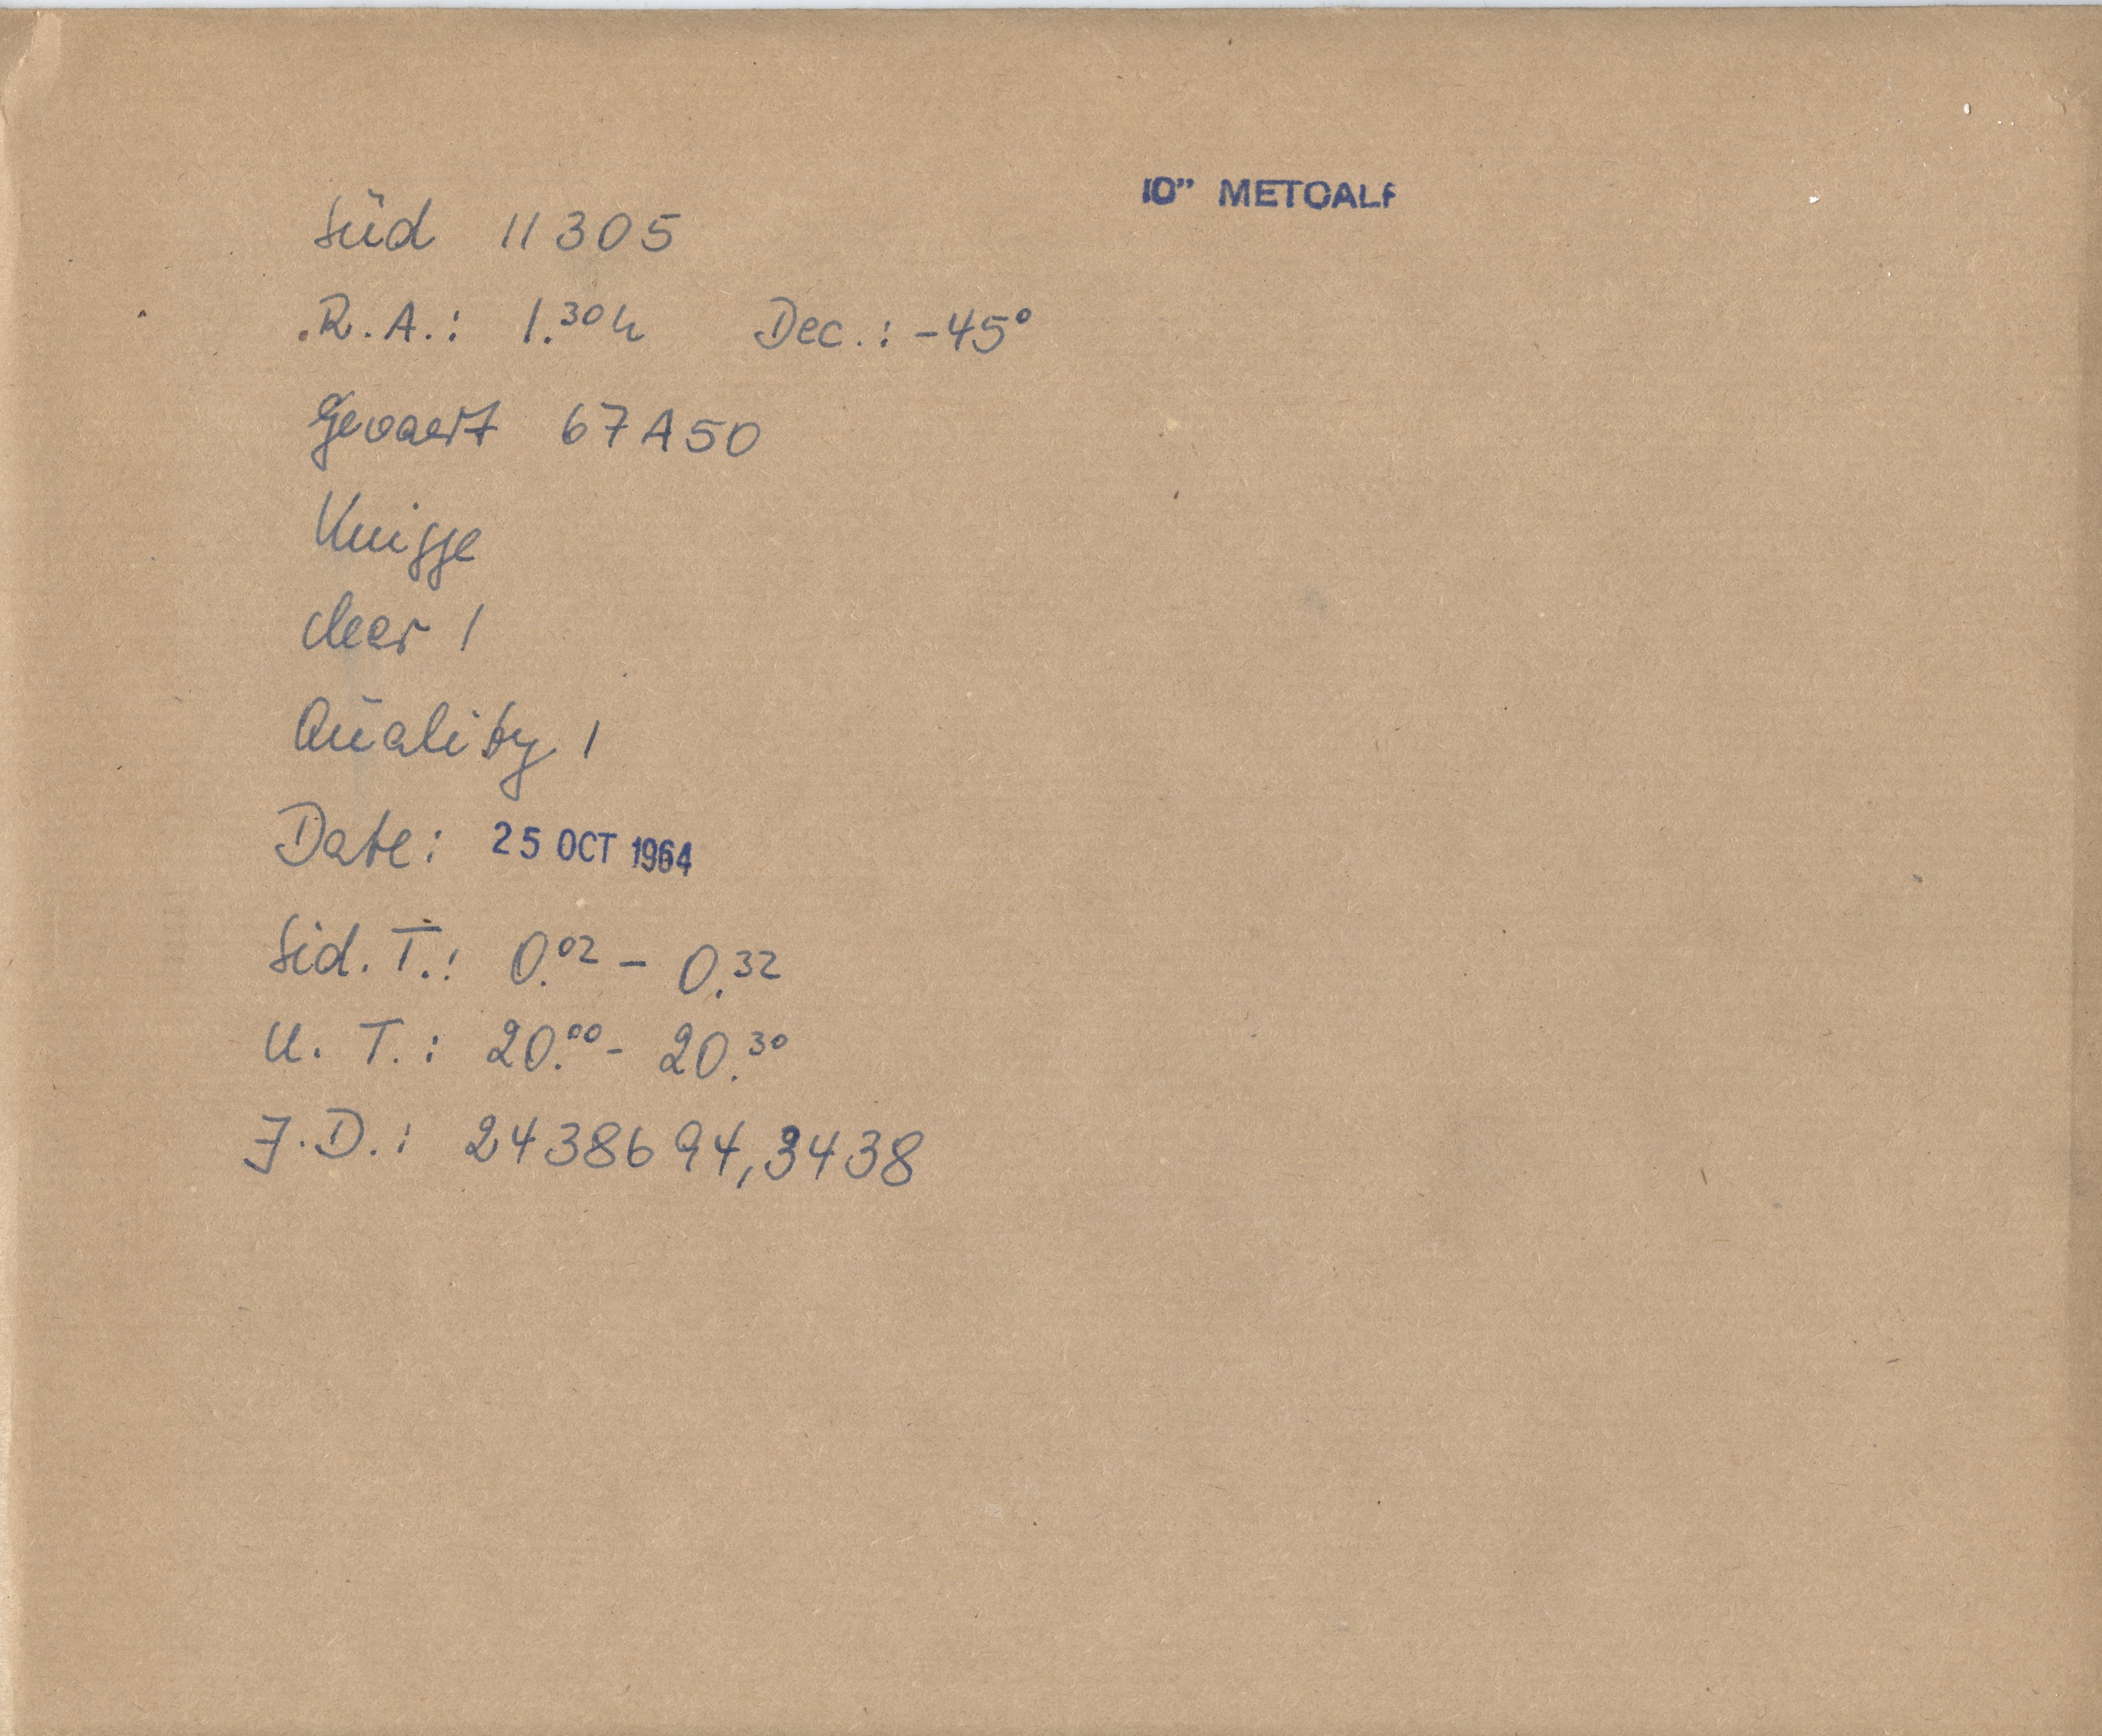 10" METCALF
Süd 11305
R.A.: 1.30h Dec.: -45°
Gevaert 67A50
Knigge
clear 1
Quality 1
Date: 25 OCT 1964
Sid. T.: 0.02 - 0.32
U. T.: 20.00 - 20.30
J.D.: 2438694,3438